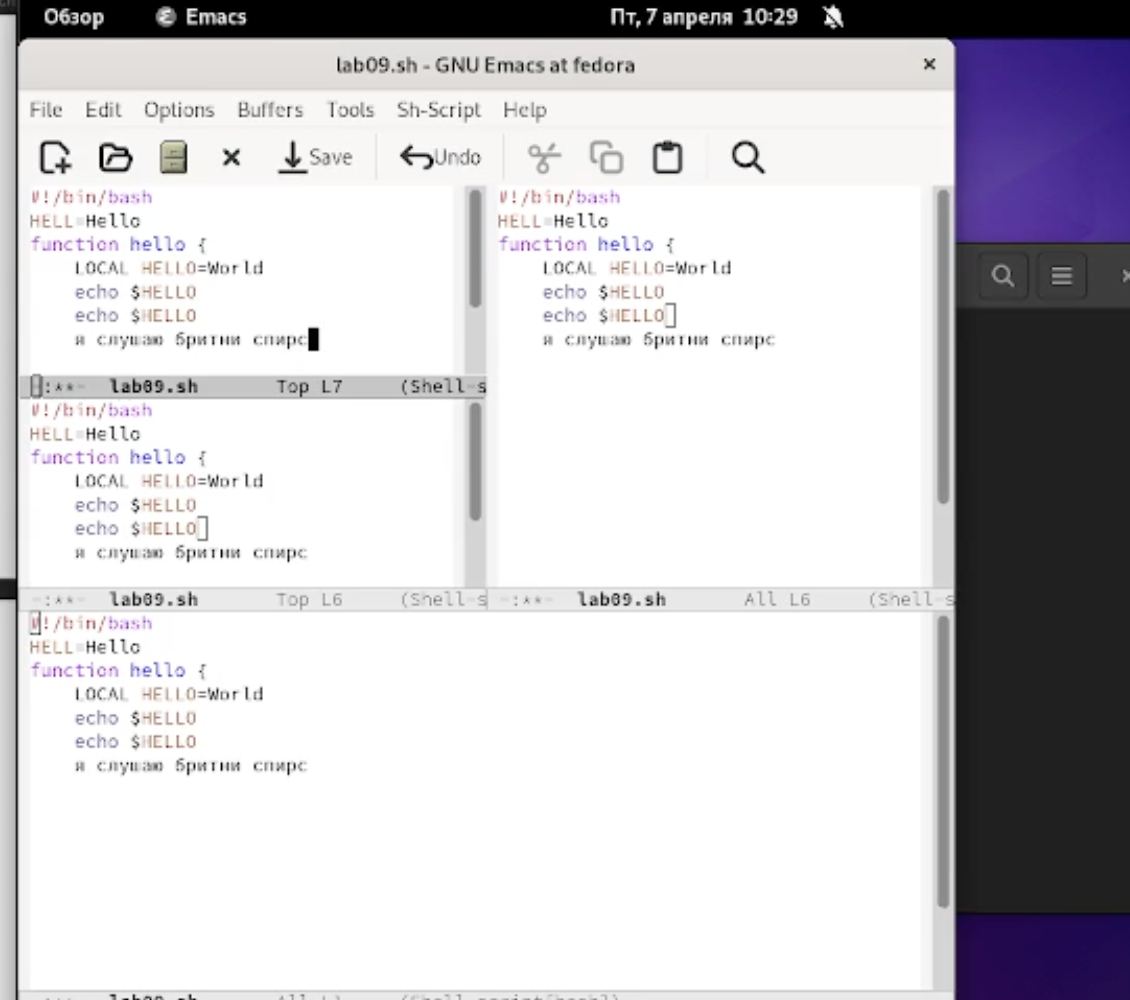 Обзор Emacs Пт, 7 апреля 10:29
lab09.sh - GNU Emacs at fedora
File Edit Options Buffers Tools Sh-Script Help
Save Undo
#!/bin/bash
HELL=Hello
function hello {
LOCAL HELLO=World
echo $HELLO
echo $HELLO
я слушаю бритни спирс
-:**- lab09.sh Top L7 (Shell-s
#!/bin/bash
HELL=Hello
function hello {
LOCAL HELLO=World
echo $HELLO
echo $HELLO
я слушаю бритни спирс
-:**- lab09.sh Top L6 (Shell-s
#!/bin/bash
HELL=Hello
function hello {
LOCAL HELLO=World
echo $HELLO
echo $HELLO
я слушаю бритни спирс
-:**- lab09.sh All L6 (Shell-s
#!/bin/bash
HELL=Hello
function hello {
LOCAL HELLO=World
echo $HELLO
echo $HELLO
я слушаю бритни спирс
lab09.sh All